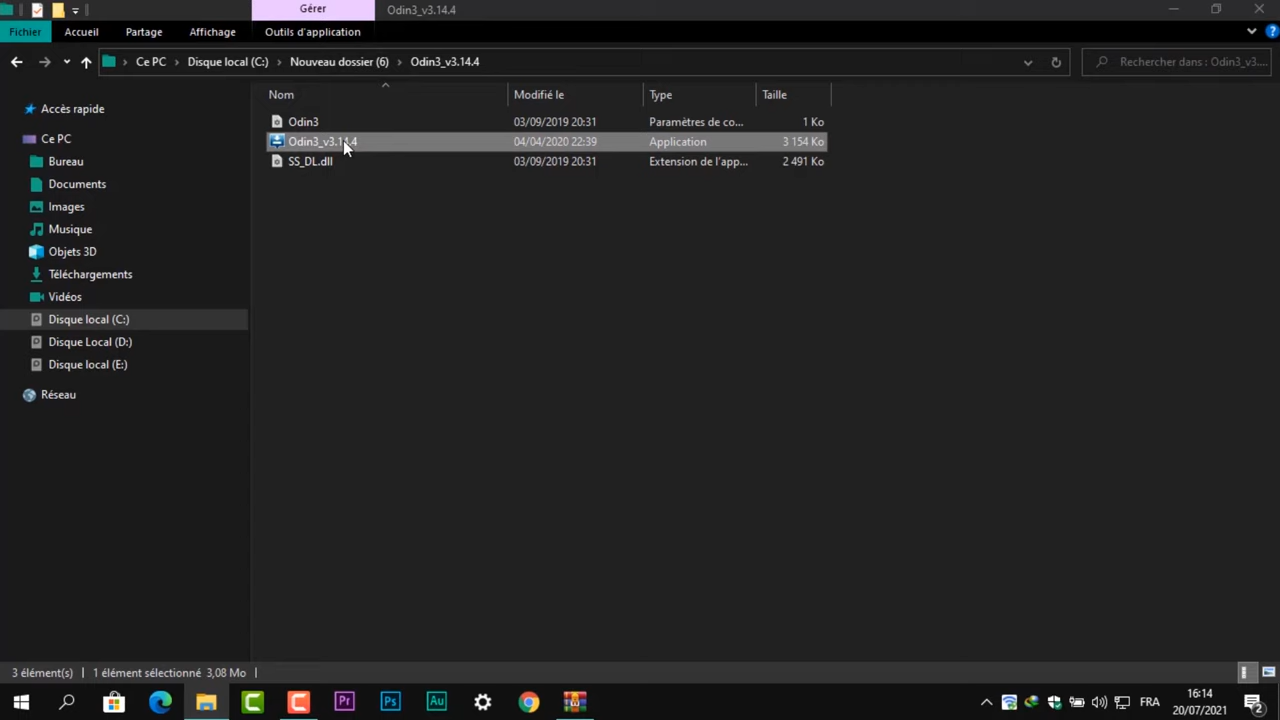 Gérer
Odin3_v3.14.4
Fichier
Accueil
Partage
Affichage
Outils d'application
Ce PC
Disque local (C:)
Nouveau dossier (6)
Odin3_v3.14.4
Rechercher dans : Odin3_v3....
Nom
Modifié le
Type
Taille
Odin3
03/09/2019 20:31
Paramètres de co...
1 Ko
Odin3_v3.14.4
04/04/2020 22:39
Application
3 154 Ko
SS_DL.dll
03/09/2019 20:31
Extension de l'app...
2 491 Ko
Accès rapide
Ce PC
Bureau
Documents
Images
Musique
Objets 3D
Téléchargements
Vidéos
Disque local (C:)
Disque Local (D:)
Disque local (E:)
Réseau
3 élément(s)
1 élément sélectionné 3,08 Mo
Pr
Ps
Au
FRA
16:14
20/07/2021
2